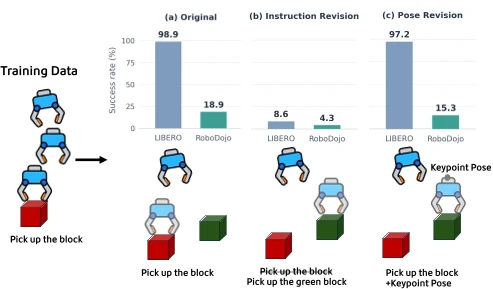 (a) Original
(b) Instruction Revision
(c) Pose Revision
Training Data
Success rate (%)
100
75
50
25
0
98.9
18.9
LIBERO
RoboDojo
8.6
4.3
LIBERO
RoboDojo
97.2
15.3
LIBERO
RoboDojo
Keypoint Pose
Pick up the block
Pick up the block
Pick up the block
Pick up the green block
Pick up the block
+Keypoint Pose